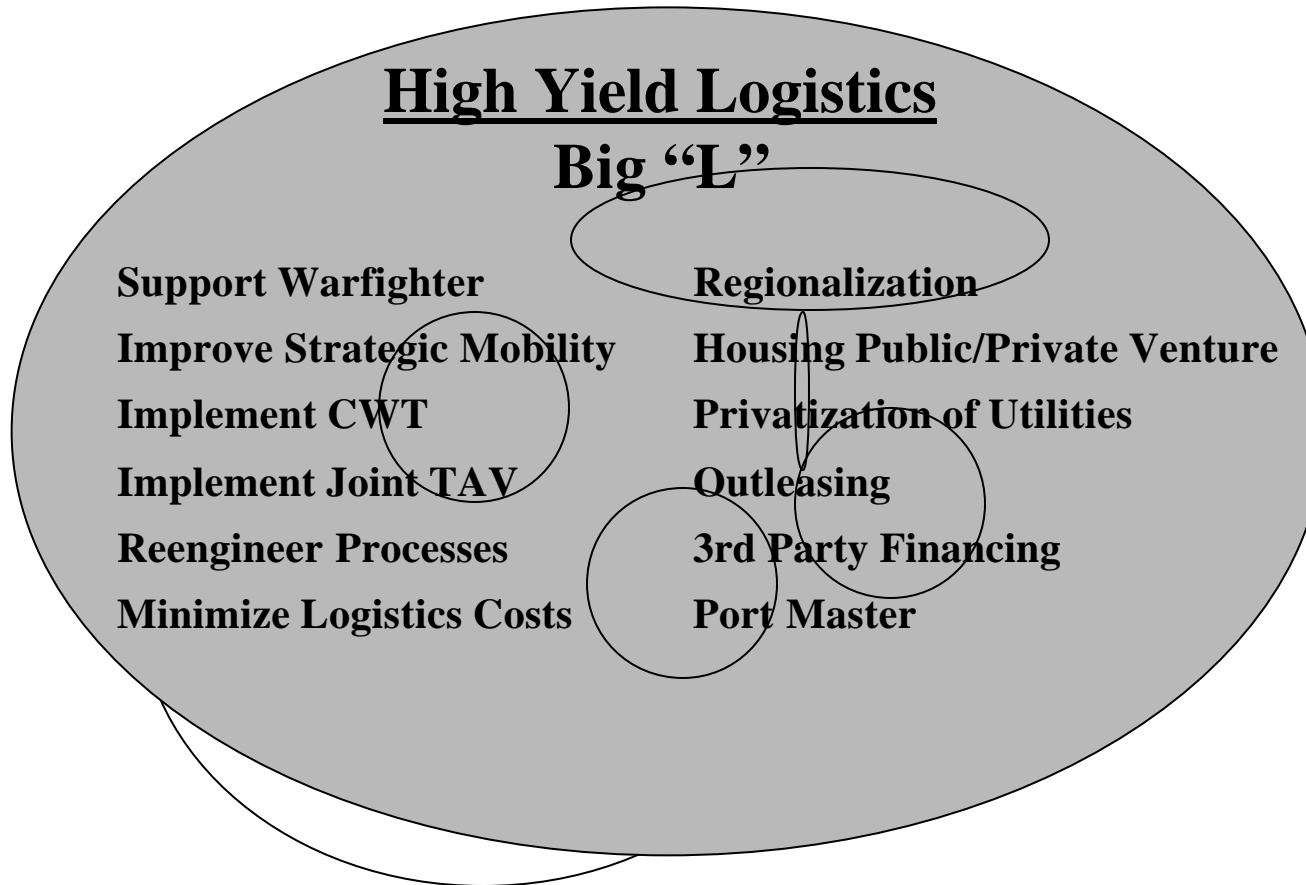 High Yield Logistics
Big “L”
Support Warfighter
Improve Strategic Mobility
Implement CWT
Implement Joint TAV
Reengineer Processes
Minimize Logistics Costs
Regionalization
Housing Public/Private Venture
Privatization of Utilities
Outleasing
3rd Party Financing
Port Master